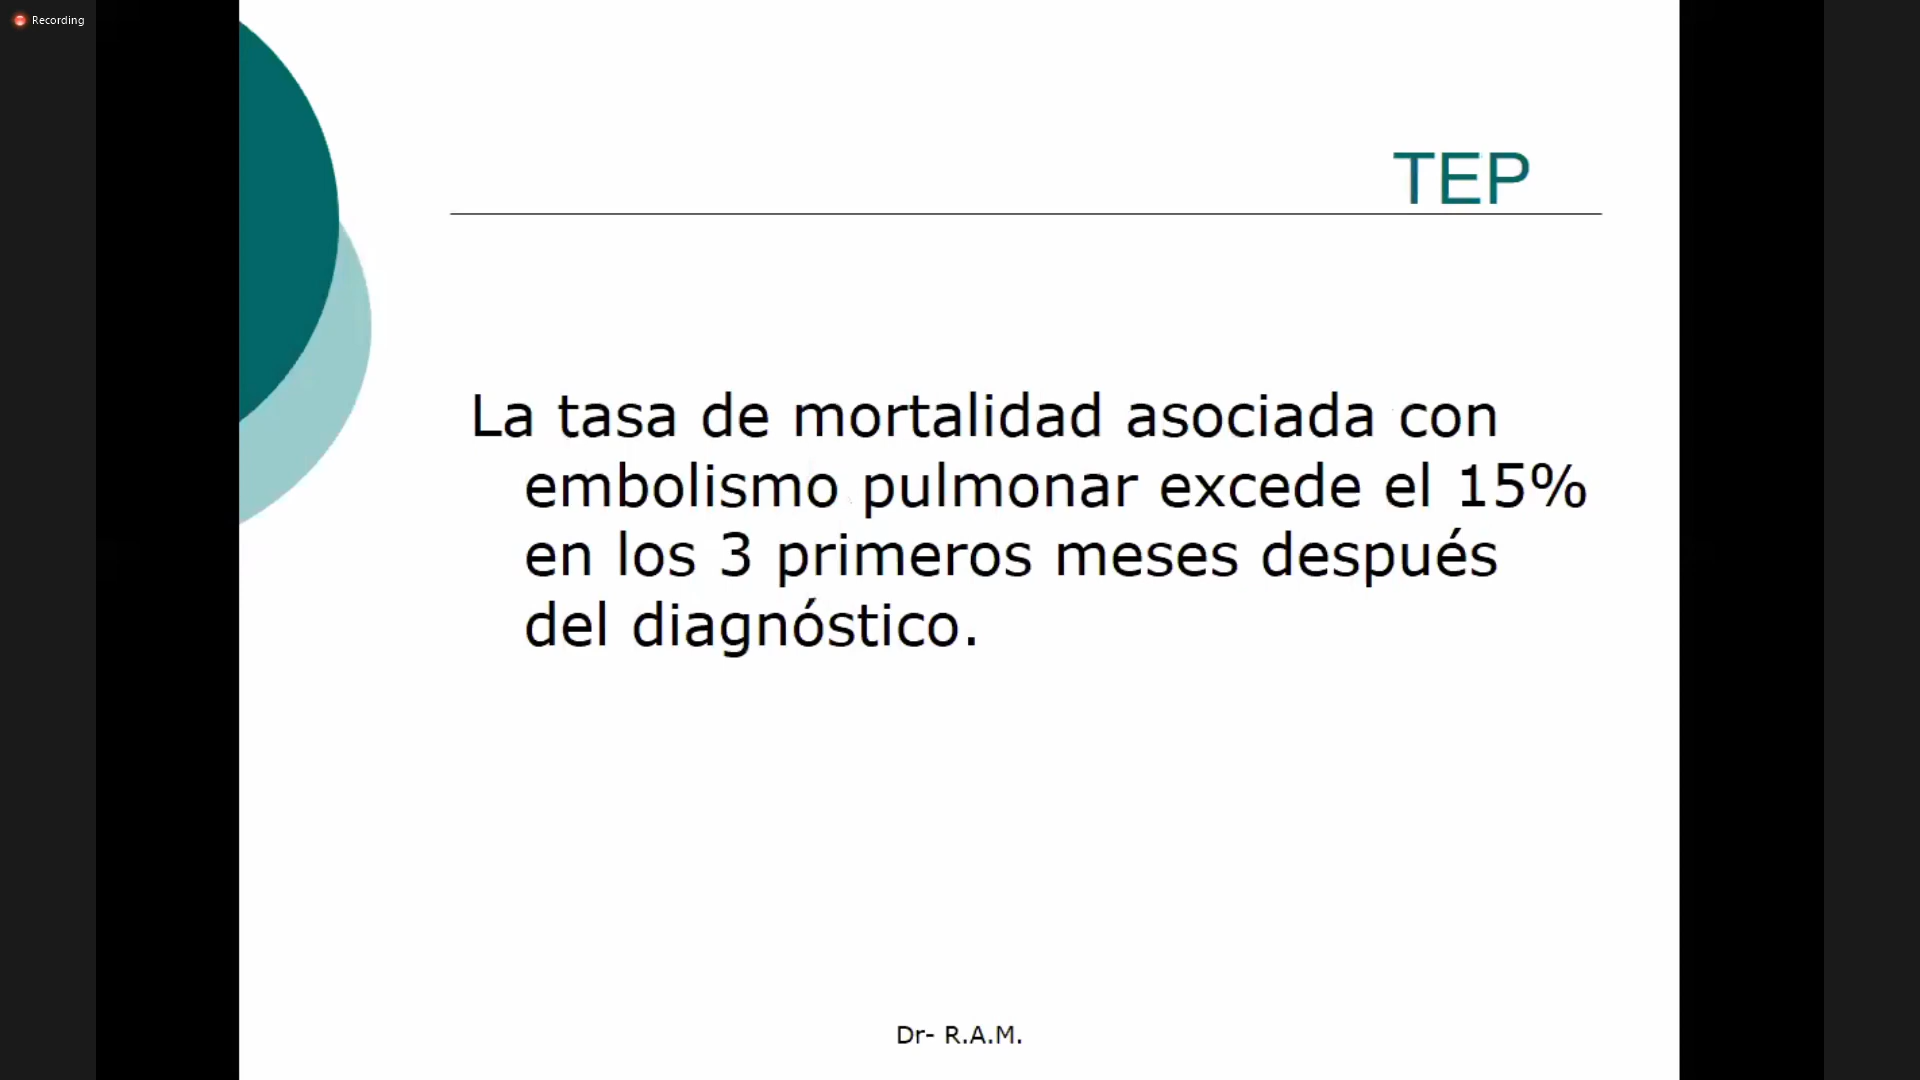 Recording
TEP
La tasa de mortalidad asociada con
embolismo pulmonar excede el 15%
en los 3 primeros meses después
del diagnóstico.
Dr- R.A.M.